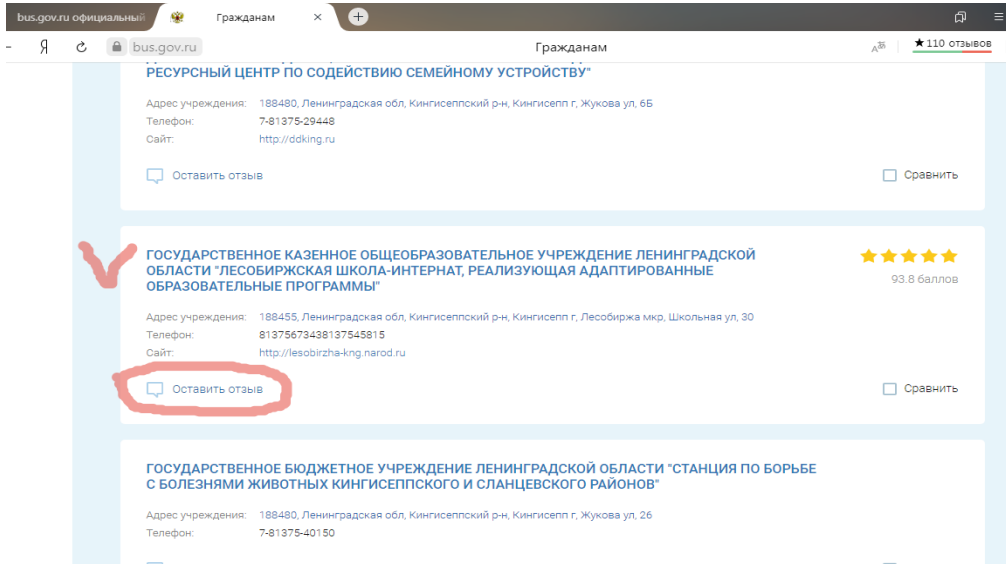 bus.gov.ru официальный
Гражданам
Я
bus.gov.ru
Гражданам
★110 отзывов
РЕСУРСНЫЙ ЦЕНТР ПО СОДЕЙСТВИЮ СЕМЕЙНОМУ УСТРОЙСТВУ"
Адрес учреждения: 188480, Ленинградская обл, Кингисеппский р-н, Кингисепп г, Жукова ул, 6Б
Телефон: 7-81375-29448
Сайт: http://ddking.ru
Оставить отзыв
Сравнить
ГОСУДАРСТВЕННОЕ КАЗЕННОЕ ОБЩЕОБРАЗОВАТЕЛЬНОЕ УЧРЕЖДЕНИЕ ЛЕНИНГРАДСКОЙ
ОБЛАСТИ "ЛЕСОБИРЖСКАЯ ШКОЛА-ИНТЕРНАТ, РЕАЛИЗУЮЩАЯ АДАПТИРОВАННЫЕ
ОБРАЗОВАТЕЛЬНЫЕ ПРОГРАММЫ"
93.8 баллов
Адрес учреждения: 188455, Ленинградская обл, Кингисеппский р-н, Кингисепп г, Лесобиржа мкр, Школьная ул, 30
Телефон: 81375673438137545815
Сайт: http://lesobirzha-kng.narod.ru
Оставить отзыв
Сравнить
ГОСУДАРСТВЕННОЕ БЮДЖЕТНОЕ УЧРЕЖДЕНИЕ ЛЕНИНГРАДСКОЙ ОБЛАСТИ "СТАНЦИЯ ПО БОРЬБЕ
С БОЛЕЗНЯМИ ЖИВОТНЫХ КИНГИСЕППСКОГО И СЛАНЦЕВСКОГО РАЙОНОВ"
Адрес учреждения: 188480, Ленинградская обл, Кингисеппский р-н, Кингисепп г, Жукова ул, 26
Телефон: 7-81375-40150